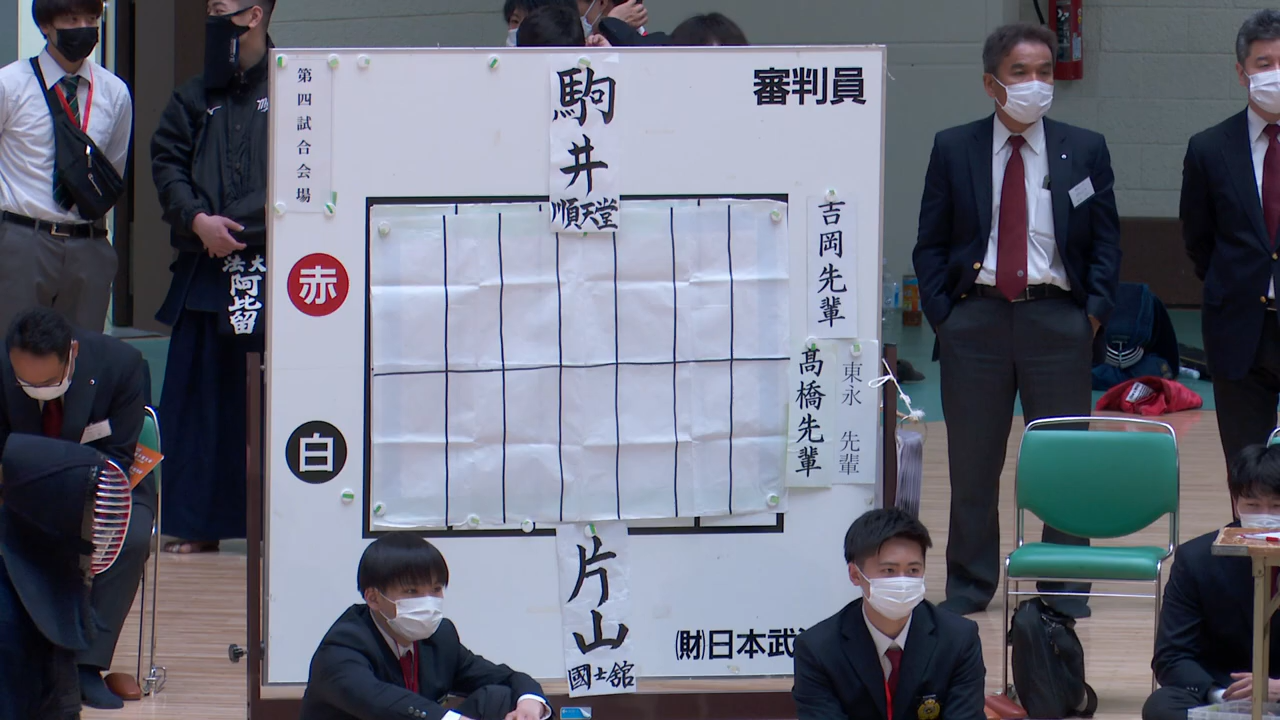 第四試合会場
駒井
順天堂
審判員
吉岡先輩
髙橋先輩
東永 先輩
赤
白
片山
國士舘
(財)日本武
法大
阿比留